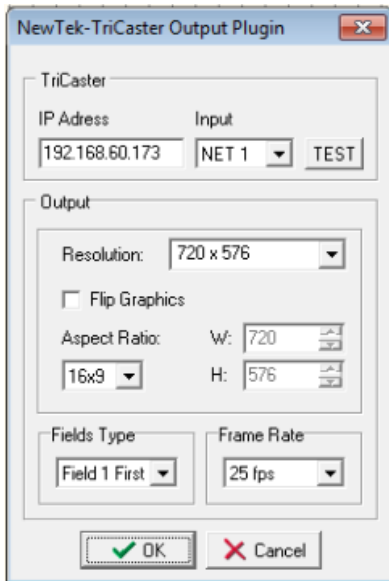 NewTek-TriCaster Output Plugin
TriCaster
IP Adress Input
192.168.60.173 NET 1 TEST
Output
Resolution: 720 x 576
Flip Graphics
Aspect Ratio: W: 720
16x9 H: 576
Fields Type Frame Rate
Field 1 First 25 fps
OK Cancel